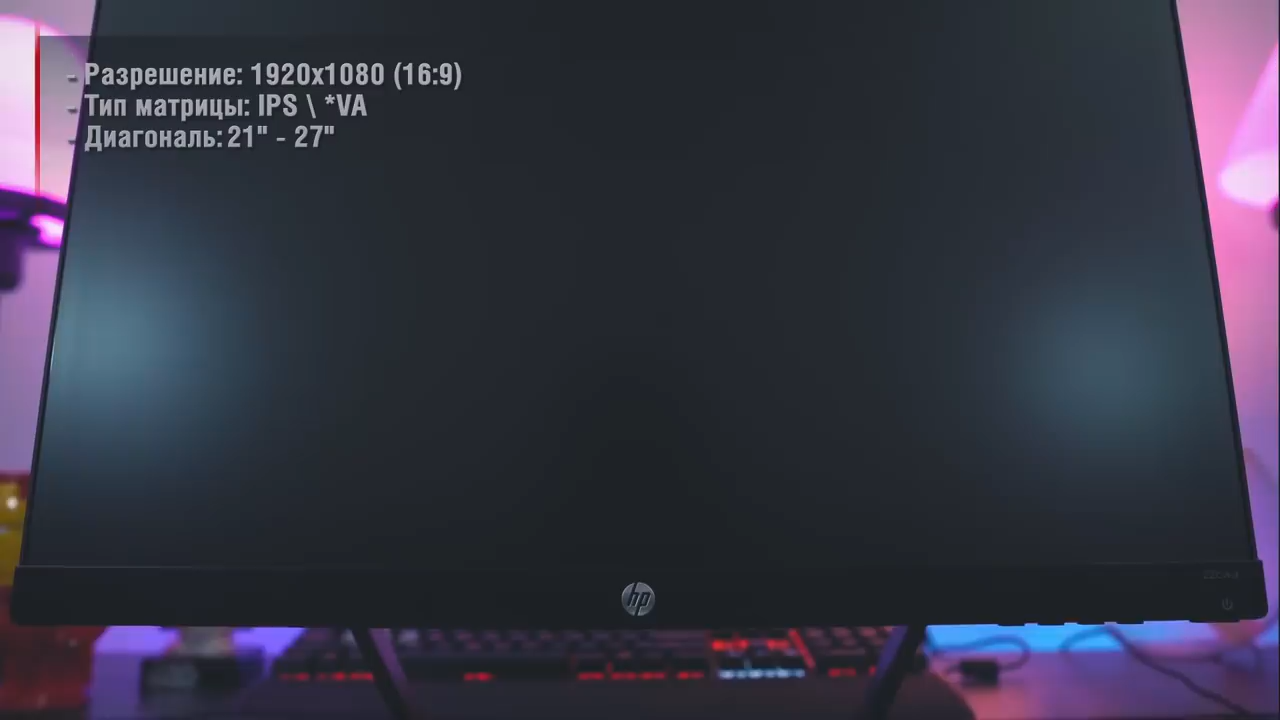 - Разрешение: 1920x1080 (16:9)
- Тип матрицы: IPS \ *VA
- Диагональ: 21" - 27"
hp